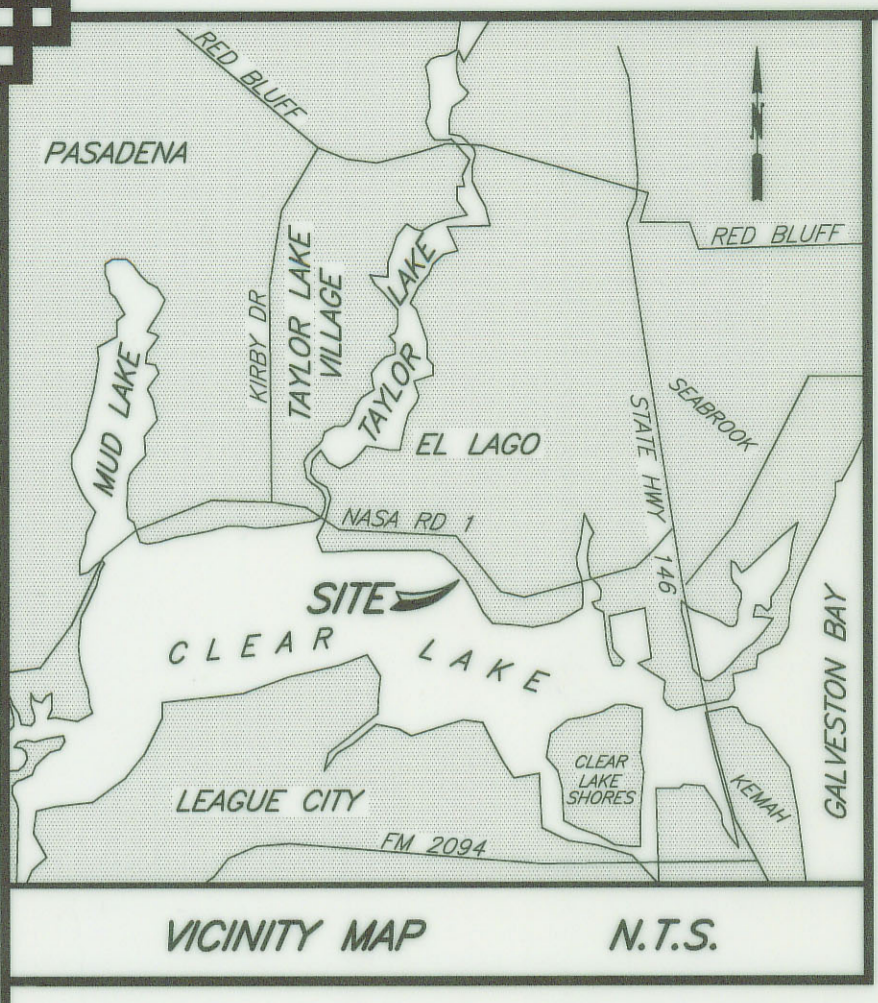 RED BLUFF
PASADENA
N
RED BLUFF
LAKE
TAYLOR
TAYLOR LAKE
VILLAGE
KIRBY DR
MUD LAKE
EL LAGO
STATE HWY 146
SEABROOK
NASA RD 1
SITE
CLEAR LAKE
GALVESTON BAY
CLEAR
LAKE
SHORES
LEAGUE CITY
KEMAH
FM 2094
VICINITY MAP N.T.S.